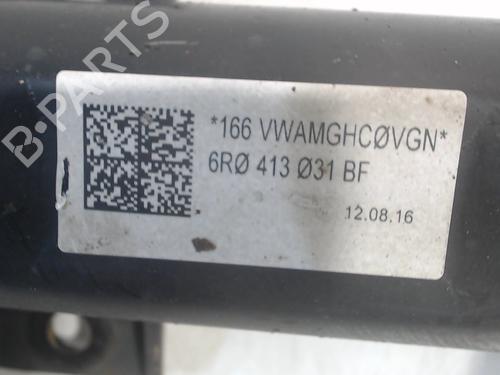 B-PARTS
*166 VWAMGHCØVGN*
6RØ 413 Ø31 BF
12.08.16